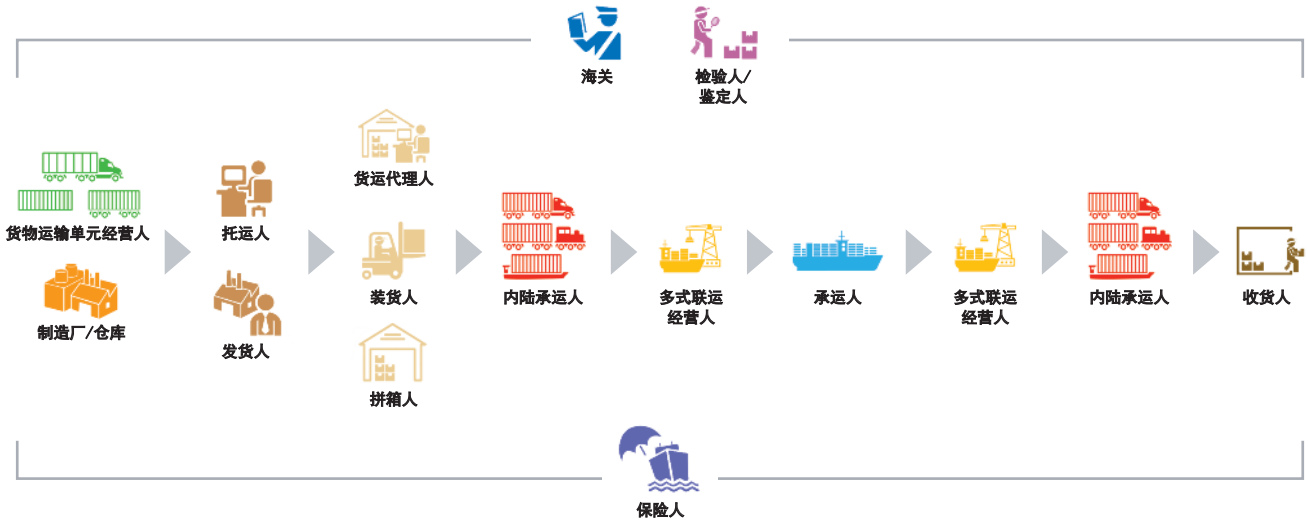 海关
检验人/
鉴定人
货物运输单元经营人
制造厂/仓库
托运人
发货人
货运代理人
装货人
拼箱人
内陆承运人
多式联运
经营人
承运人
多式联运
经营人
内陆承运人
收货人
保险人